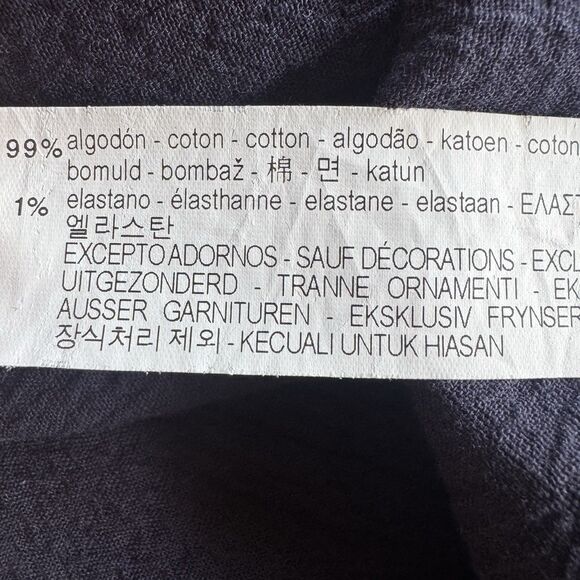 99% algodón - coton - cotton - algodão - katoen - coton
bomuld - bombaž - 棉 - 면 - katun
1% elastano - élasthanne - elastane - elastaan - ΕΛΑΣΤ
엘라스탄
EXCEPTO ADORNOS - SAUF DÉCORATIONS - EXCL
UITGEZONDERD - TRANNE ORNAMENTI - EK
AUSSER GARNITUREN - EKSKLUSIV FRYNSER
장식처리 제외 - KECUALI UNTUK HIASAN